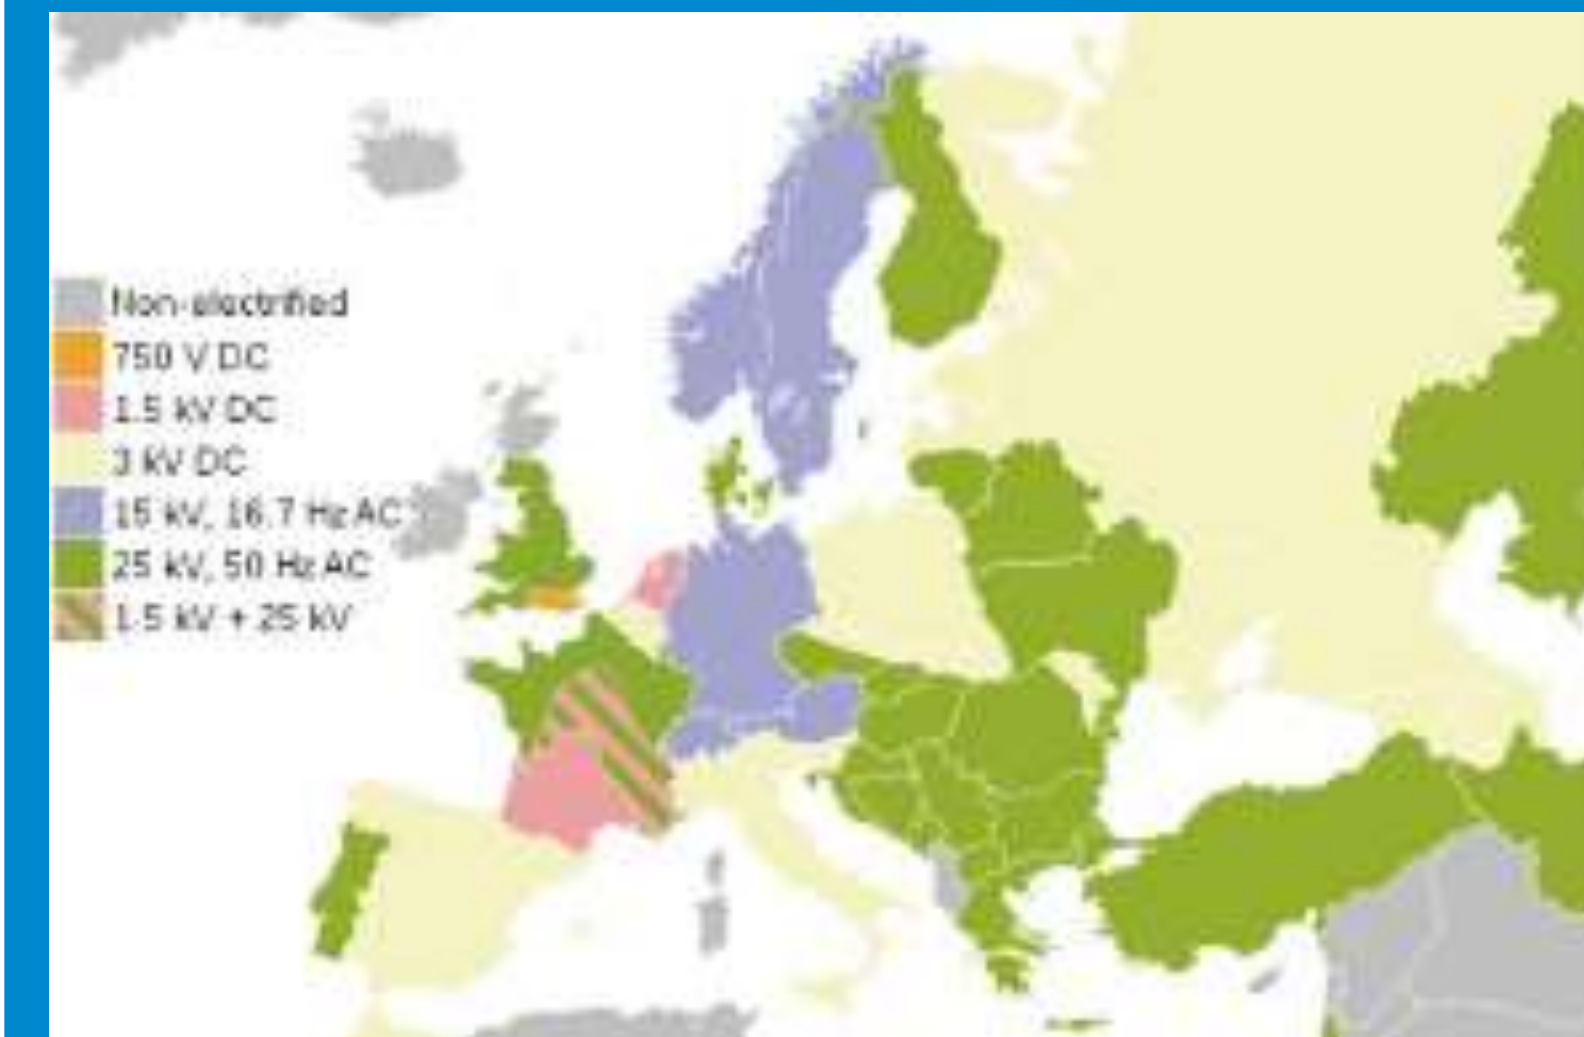 Non-electrified
750 V DC
1.5 kV DC
3 kV DC
15 kV, 16.7 Hz AC
25 kV, 50 Hz AC
1.5 kV + 25 kV